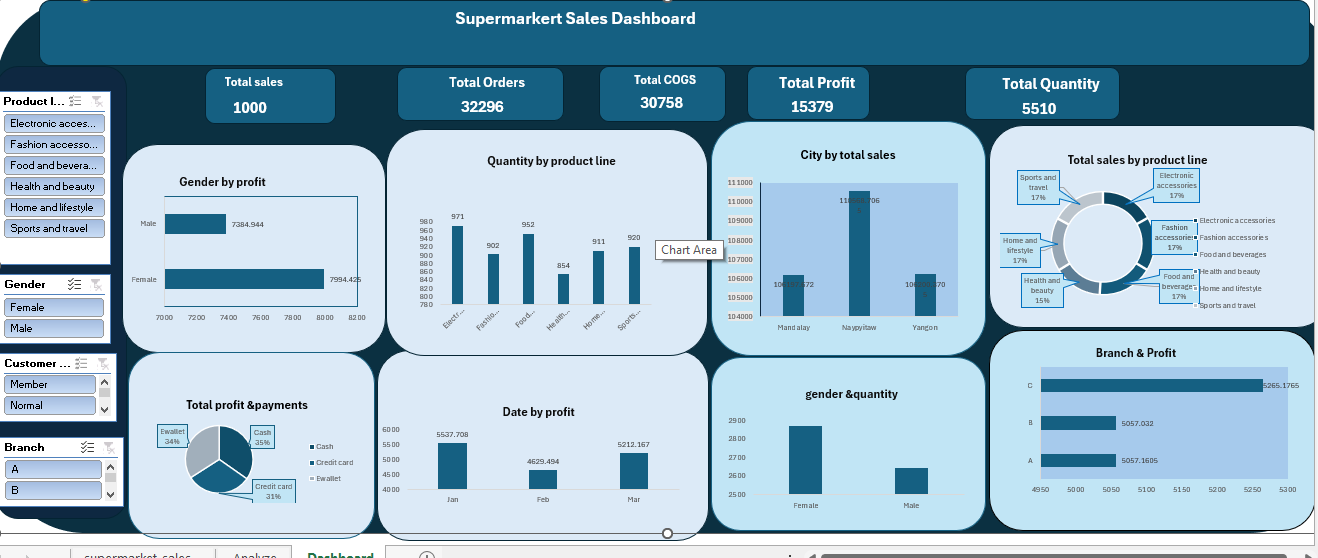 Supermarkert Sales Dashboard
Total sales
1000
Total Orders
32296
Total COGS
30758
Total Profit
15379
Total Quantity
5510
Product l...
Electronic acces...
Fashion accesso...
Food and bevera...
Health and beauty
Home and lifestyle
Sports and travel
Gender
Female
Male
Customer ...
Member
Normal
Branch
A
B
Gender by profit
Male
7384.944
Female
7994.425
7000 7200 7400 7600 7800 8000 8200
Quantity by product line
980
960
940
920
900
880
860
840
820
800
780
971
902
952
854
911
920
Electr...
Fashio...
Food...
Health...
Home...
Sports...
Chart Area
City by total sales
111000
110000
109000
108000
107000
106000
105000
104000
Mandalay
Naypyitaw
Yangon
Total sales by product line
Sports and
travel
17%
Electronic
accessories
17%
Fashion
accessories
17%
Home and
lifestyle
17%
Health and
beauty
15%
Food and
beverages
17%
Electronic accessories
Fashion accessories
Food and beverages
Health and beauty
Home and lifestyle
Sports and travel
Total profit &payments
Ewallet
34%
Cash
35%
Credit card
31%
Cash
Credit card
Ewallet
Date by profit
6000
5500
5000
4500
4000
5537.708
4629.494
5212.167
Jan
Feb
Mar
gender &quantity
2900
2800
2700
2600
2500
Female
Male
Branch & Profit
C
5265.1765
B
5057.032
A
5057.1605
4950 5000 5050 5100 5150 5200 5250 5300
supermarket_sales
Analyze
Dashboard